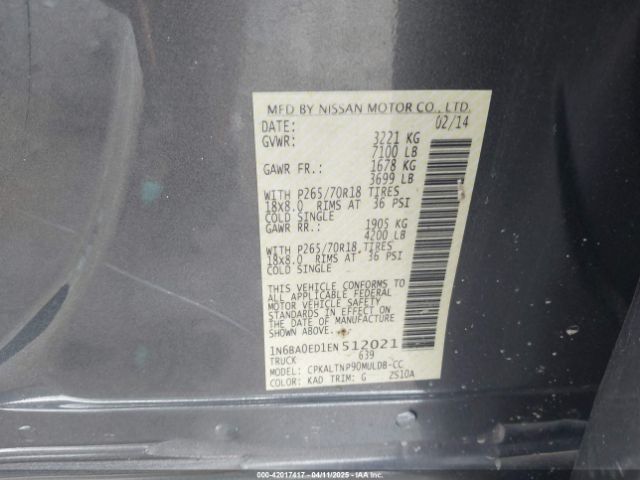 MFD BY NISSAN MOTOR CO., LTD.
DATE: 02/14
GVWR: 3221 KG
7100 LB
GAWR FR.: 1678 KG
3699 LB
WITH P265/70R18 TIRES
18x8.0 RIMS AT 36 PSI
COLD SINGLE
GAWR RR.: 1905 KG
4200 LB
WITH P265/70R18 TIRES
18x8.0 RIMS AT 36 PSI
COLD SINGLE
THIS VEHICLE CONFORMS TO
ALL APPLICABLE FEDERAL
MOTOR VEHICLE SAFETY
STANDARDS IN EFFECT ON
THE DATE OF MANUFACTURE
SHOWN ABOVE.
1N6BA0ED1EN512021
TRUCK 639
MODEL: CPKALTNP90MULDB-CC
COLOR: KAD TRIM: G ZS10A
000-42017417 - 04/11/2025 - IAA Inc.